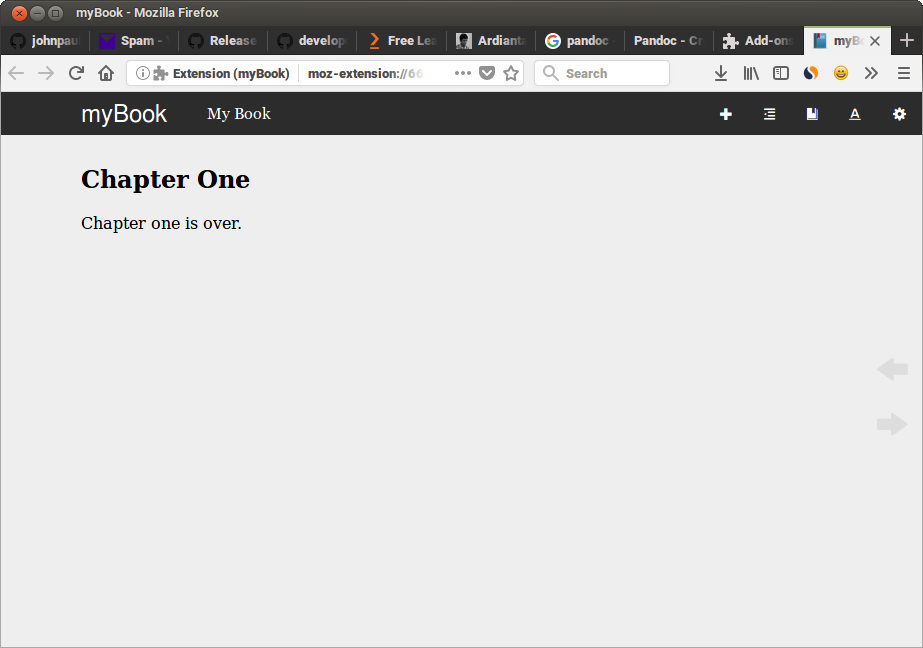 myBook - Mozilla Firefox
johnpau
Spam -
Release
develop
Free Lea
Ardianta
pandoc
Pandoc - Cr
Add-ons
myB
Extension (myBook)
moz-extension://66
Search
myBook
My Book
A
Chapter One
Chapter one is over.